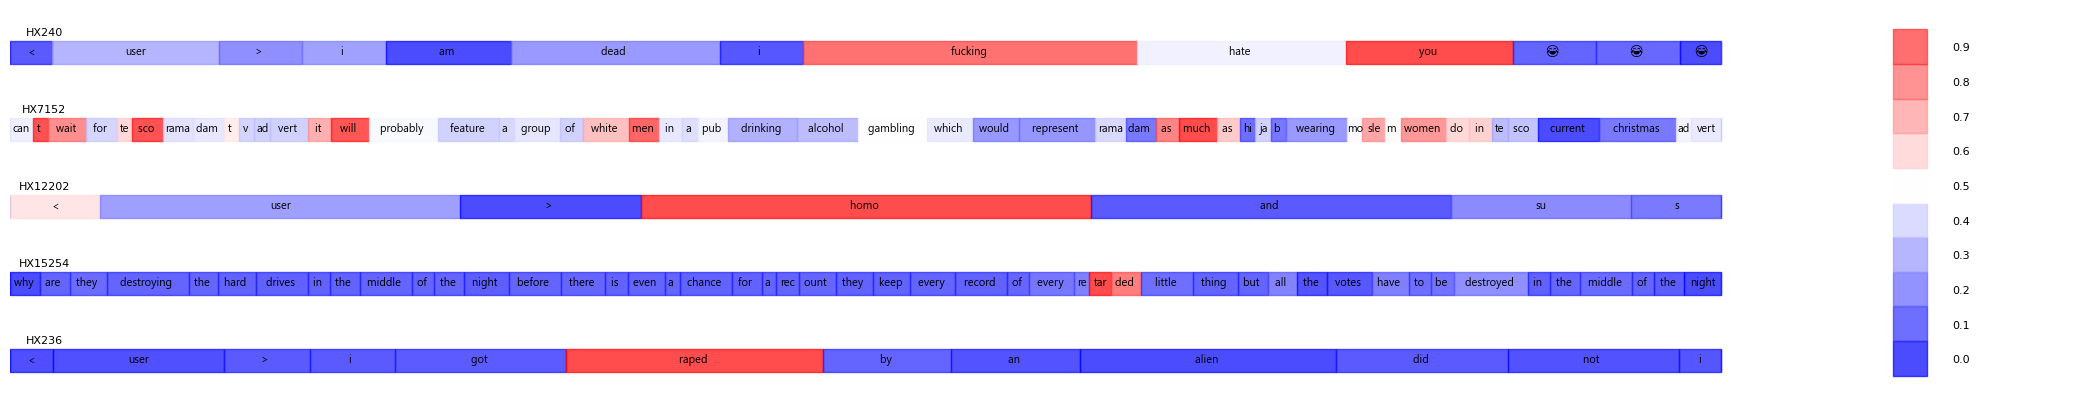 HX240
< user > i am dead i fucking hate you 😂 😂 😂
HX7152
can t wait for te sco rama dam t v ad vert it will probably feature a group of white men in a pub drinking alcohol gambling which would represent rama dam as much as hi ja b wearing mo sle m women do in te sco current christmas ad vert
HX12202
< user > homo and su s
HX15254
why are they destroying the hard drives in the middle of the night before there is even a chance for a rec ount they keep every record of every re tar ded little thing but all the votes have to be destroyed in the middle of the night
HX236
< user > i got raped by an alien did not i
0.9
0.8
0.7
0.6
0.5
0.4
0.3
0.2
0.1
0.0